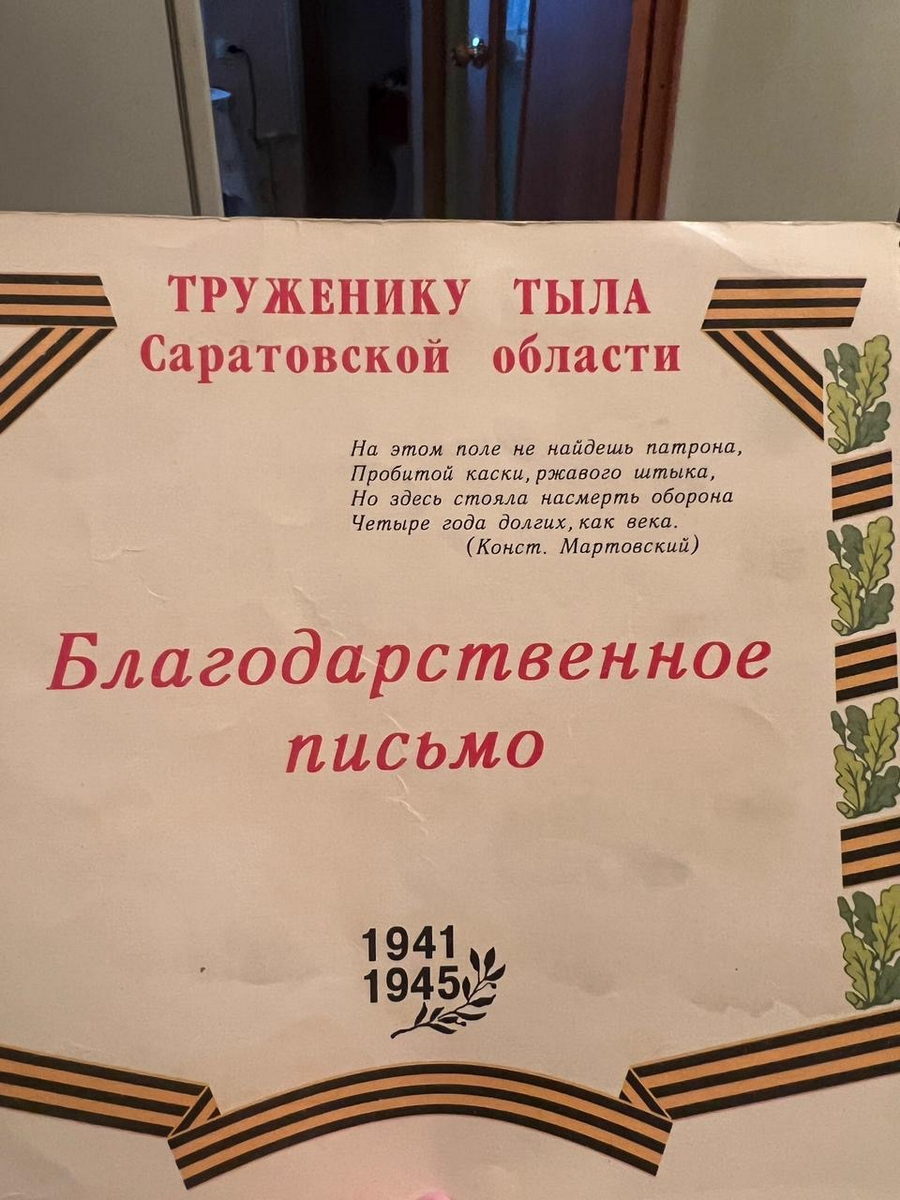 ТРУЖЕНИКУ ТЫЛА
Саратовской области
На этом поле не найдешь патрона,
Пробитой каски, ржавого штыка,
Но здесь стояла насмерть оборона
Четыре года долгих, как века.
(Конст. Мартовский)
Благодарственное
письмо
1941
1945